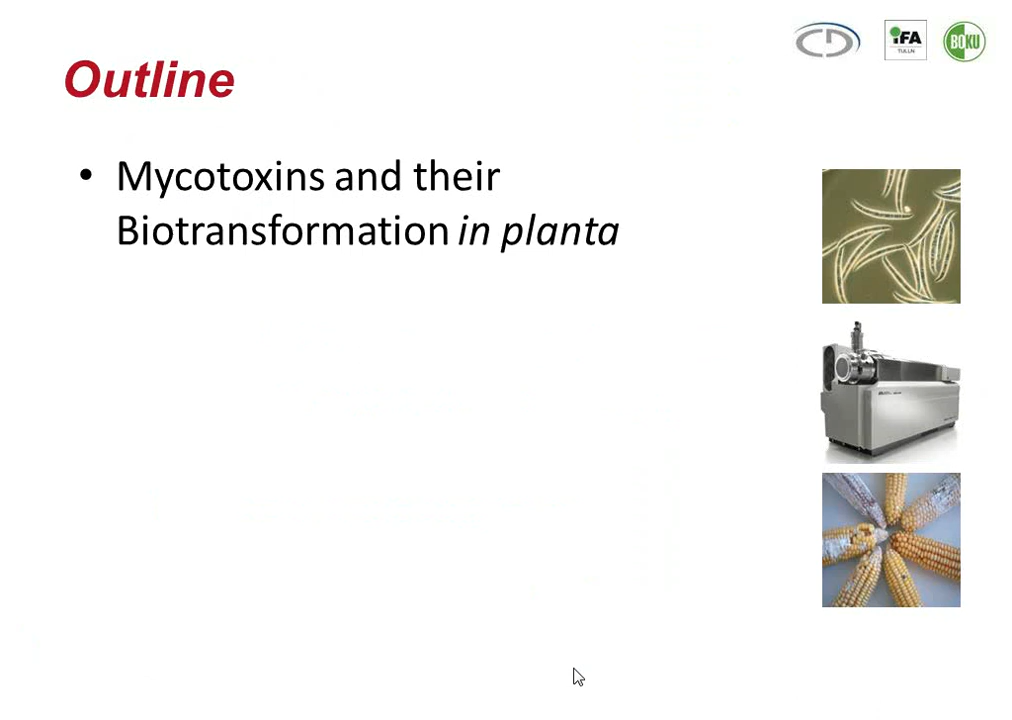 iFA
TULLN
BOKU
Outline
• Mycotoxins and their
Biotransformation in planta